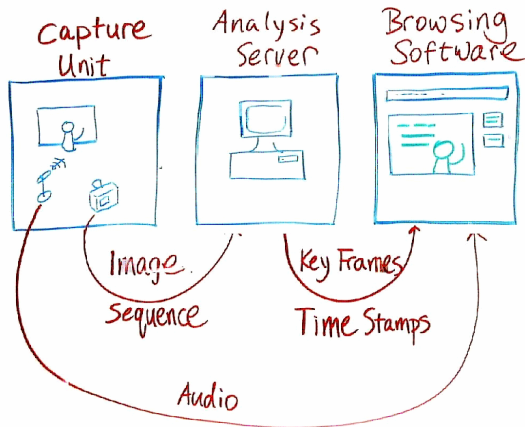 Capture
Unit
Analysis
Server
Browsing
Software
Image
Sequence
Key Frames
Time Stamps
Audio